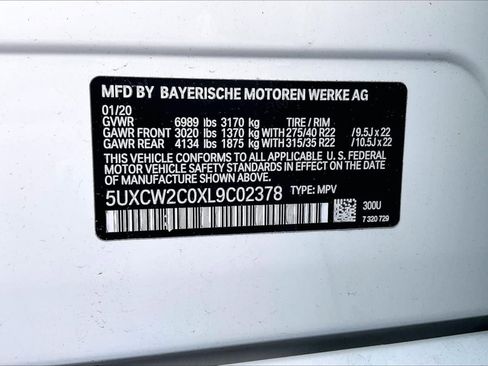 MFD BY BAYERISCHE MOTOREN WERKE AG
01/20
GVWR 6989 lbs 3170 kg TIRE / RIM
GAWR FRONT 3020 lbs 1370 kg WITH 275/40 R22 / 9.5J x 22
GAWR REAR 4134 lbs 1875 kg WITH 315/35 R22 / 10.5J x 22
THIS VEHICLE CONFORMS TO ALL APPLICABLE U. S. FEDERAL
MOTOR VEHICLE SAFETY STANDARDS IN EFFECT ON THE DATE
OF MANUFACTURE SHOWN ABOVE.
5UXCW2C0XL9C02378 TYPE: MPV
300U
7 320 729